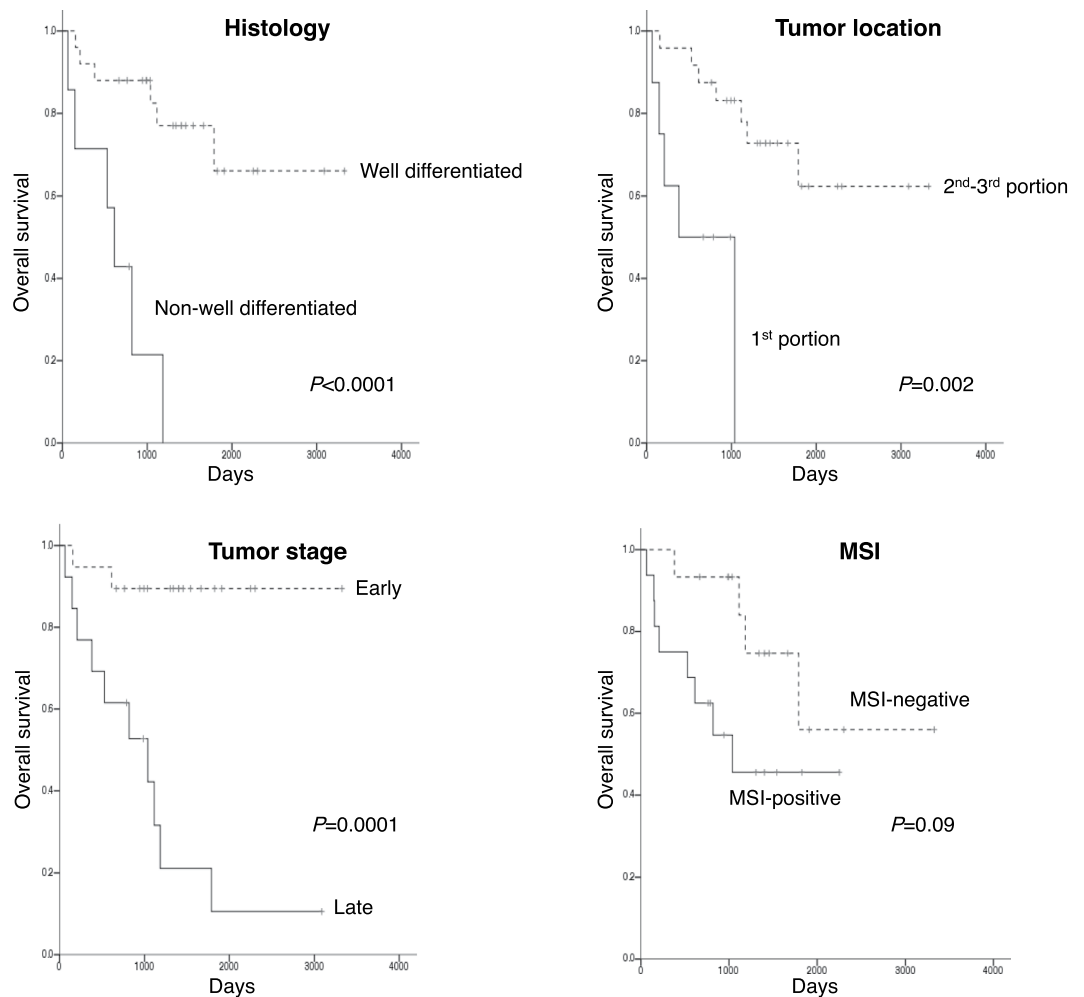 Histology
Overall survival
1.0
0.8
0.6
0.4
0.2
0.0
Well differentiated
Non-well differentiated
P<0.0001
0 1000 2000 3000 4000
Days
Tumor location
Overall survival
1.0
0.8
0.6
0.4
0.2
0.0
2nd-3rd portion
1st portion
P=0.002
0 1000 2000 3000 4000
Days
Tumor stage
Overall survival
1.0
0.8
0.6
0.4
0.2
0.0
Early
P=0.0001
Late
0 1000 2000 3000 4000
Days
MSI
Overall survival
1.0
0.8
0.6
0.4
0.2
0.0
MSI-negative
MSI-positive
P=0.09
0 1000 2000 3000 4000
Days